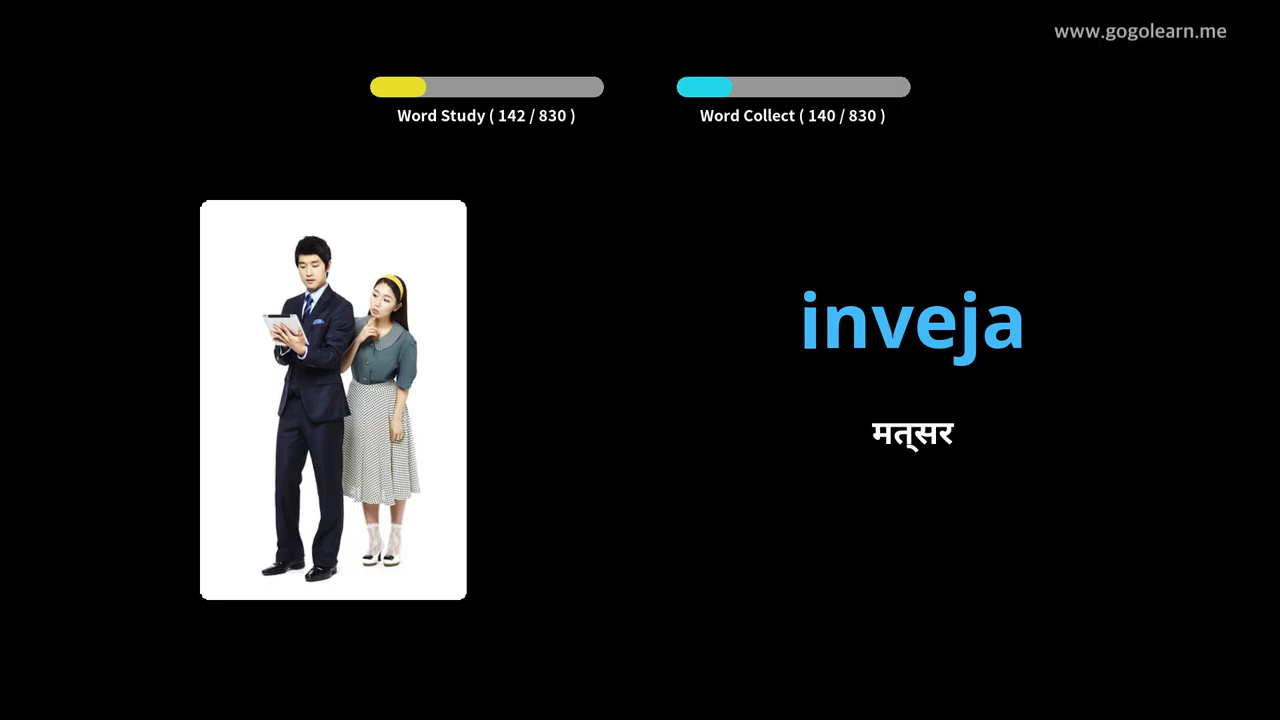 www.gogolearn.me
Word Study ( 142 / 830 )
Word Collect ( 140 / 830 )
inveja
मत्सर